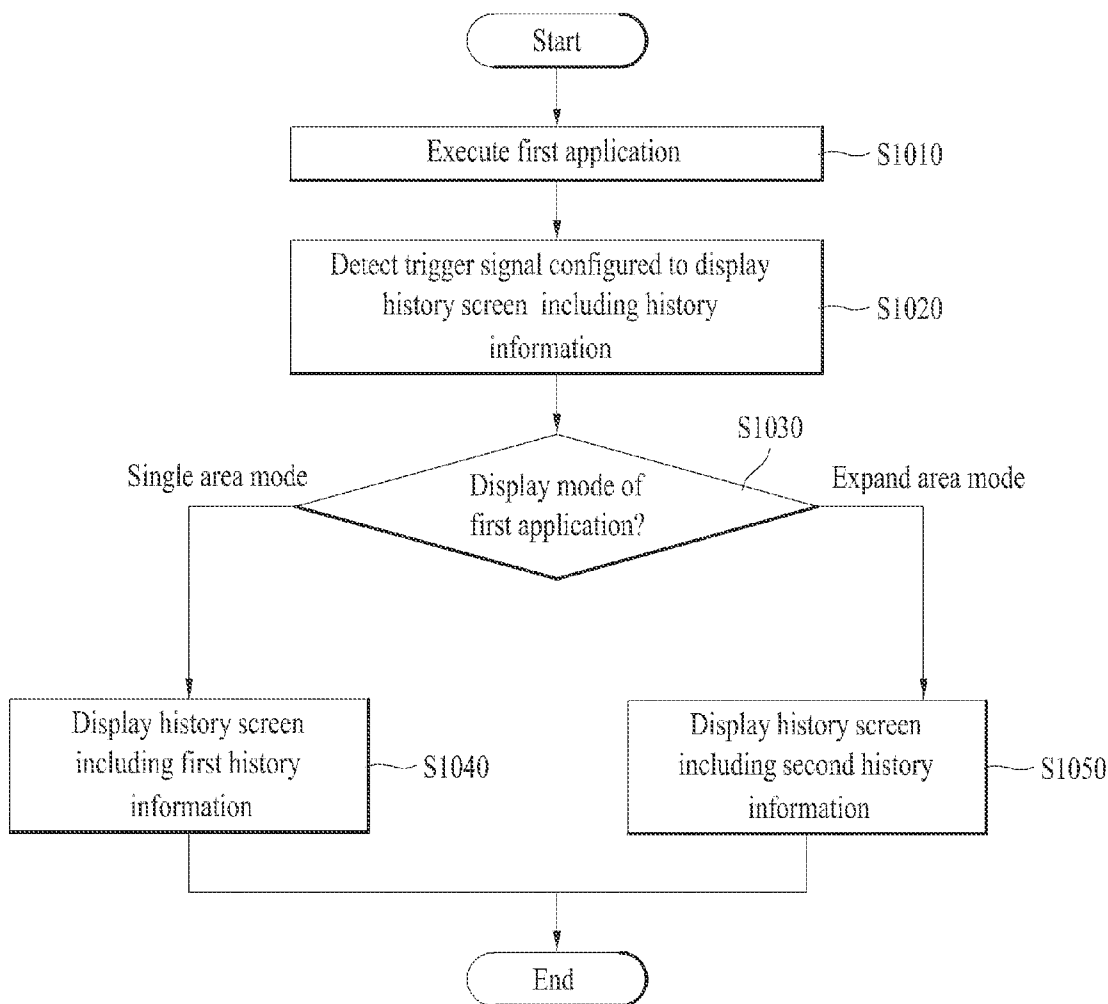 Start
Execute first application
S1010
Detect trigger signal configured to display
history screen including history
information
S1020
S1030
Single area mode
Display mode of
first application?
Expand area mode
Display history screen
including first history
information
S1040
Display history screen
including second history
information
S1050
End